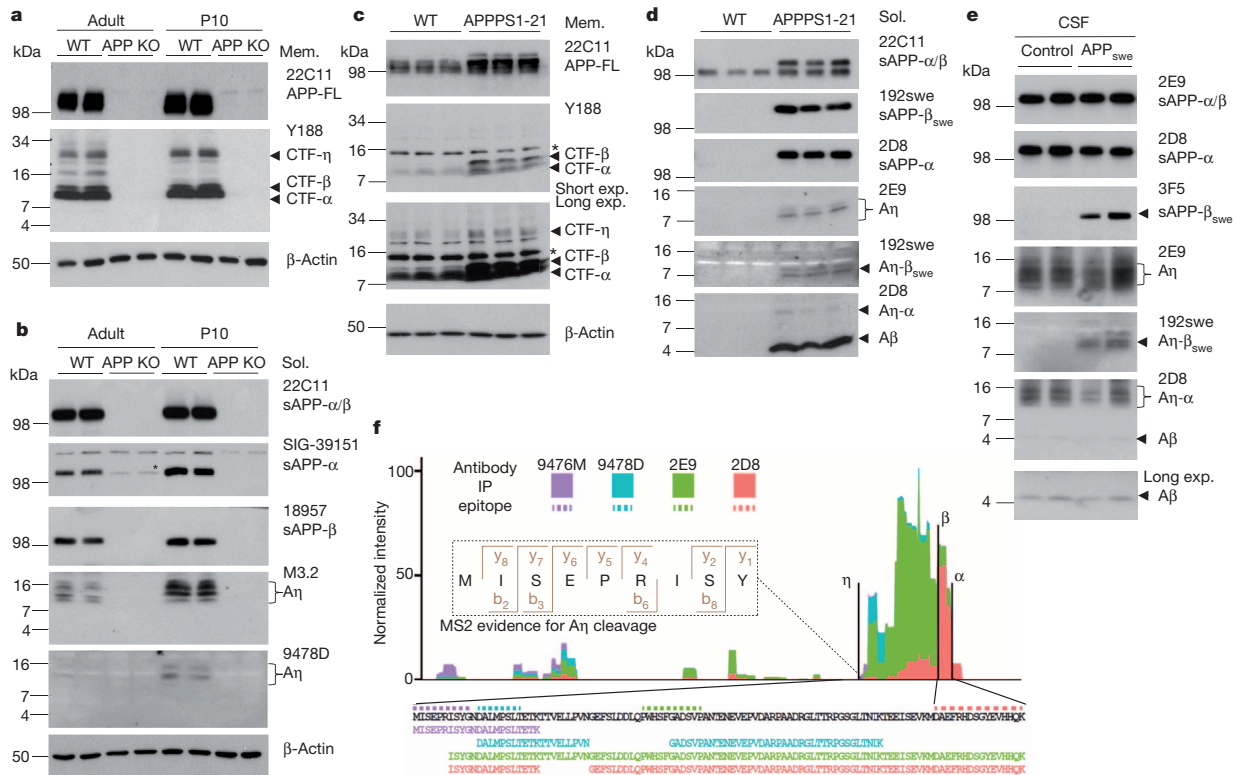 a
Adult P10
kDa WT APP KO WT APP KO Mem.
22C11
APP-FL
98
34
Y188
CTF-η
16
CTF-β
CTF-α
7
4
50 β-Actin
b
Adult P10
WT APP KO WT APP KO Sol.
kDa
22C11
sAPP-α/β
98
SIG-39151
sAPP-α
*
98
18957
sAPP-β
98
M3.2
16
Aη
7
4
9478D
16
Aη
7
4
50 β-Actin
c
WT APPPS1-21
kDa Mem.
22C11
APP-FL
98
34
Y188
16 *
CTF-β
CTF-α
7
Short exp.
Long exp.
34
CTF-η
16 *
CTF-β
CTF-α
7
50
β-Actin
d
WT APPPS1-21 Sol.
kDa 22C11
sAPP-α/β
98
192swe
sAPP-βswe
98
2D8
sAPP-α
98
2E9
16
Aη
7
192swe
16
Aη-βswe
7
2D8
16
Aη-α
7
Aβ
4
e
CSF
Control APPswe
kDa
2E9
sAPP-α/β
98
2D8
sAPP-α
98
3F5
sAPP-βswe
98
2E9
16
Aη
7
192swe
16
Aη-βswe
7
2D8
16
Aη-α
7
4
Aβ
Long exp.
Aβ
4
f
Antibody 9476M 9478D 2E9 2D8
IP
epitope
100
50
0
Normalized intensity
y8 y7 y6 y5 y4 y2 y1
M I S E P R I S Y
b2 b3 b6 b8
MS2 evidence for Aη cleavage
η β α
MISEPRISYGNDALMPSLTETKTTVELLPVNGEFSLDDLQPWHSFGADSVPANTENEVEPVDARPAADRGLTTRPGSGLTNIKTEEISEVKMDAEFRHDSGYEVHHQK
MISEPRISYGNDALMPSLTETK
DALMPSLTETKTTVELLPVN GADSVPANTENEVEPVDARPAADRGLTTRPGSGLTNIK
ISYGNDALMPSLTETKTTVELLPVNGEFSLDDLQPWHSFGADSVPANTENEVEPVDARPAADRGLTTRPGSGLTNIKTEEISEVKMDAEFRHDSGYEVHHQK
ISYGNDALMPSLTETK GEFSLDDLQPWHSFGADSVPANTENEVEPVDARPAADRGLTTRPGSGLTNIKTEEISEVKMDAEFRHDSGYEVHHQK